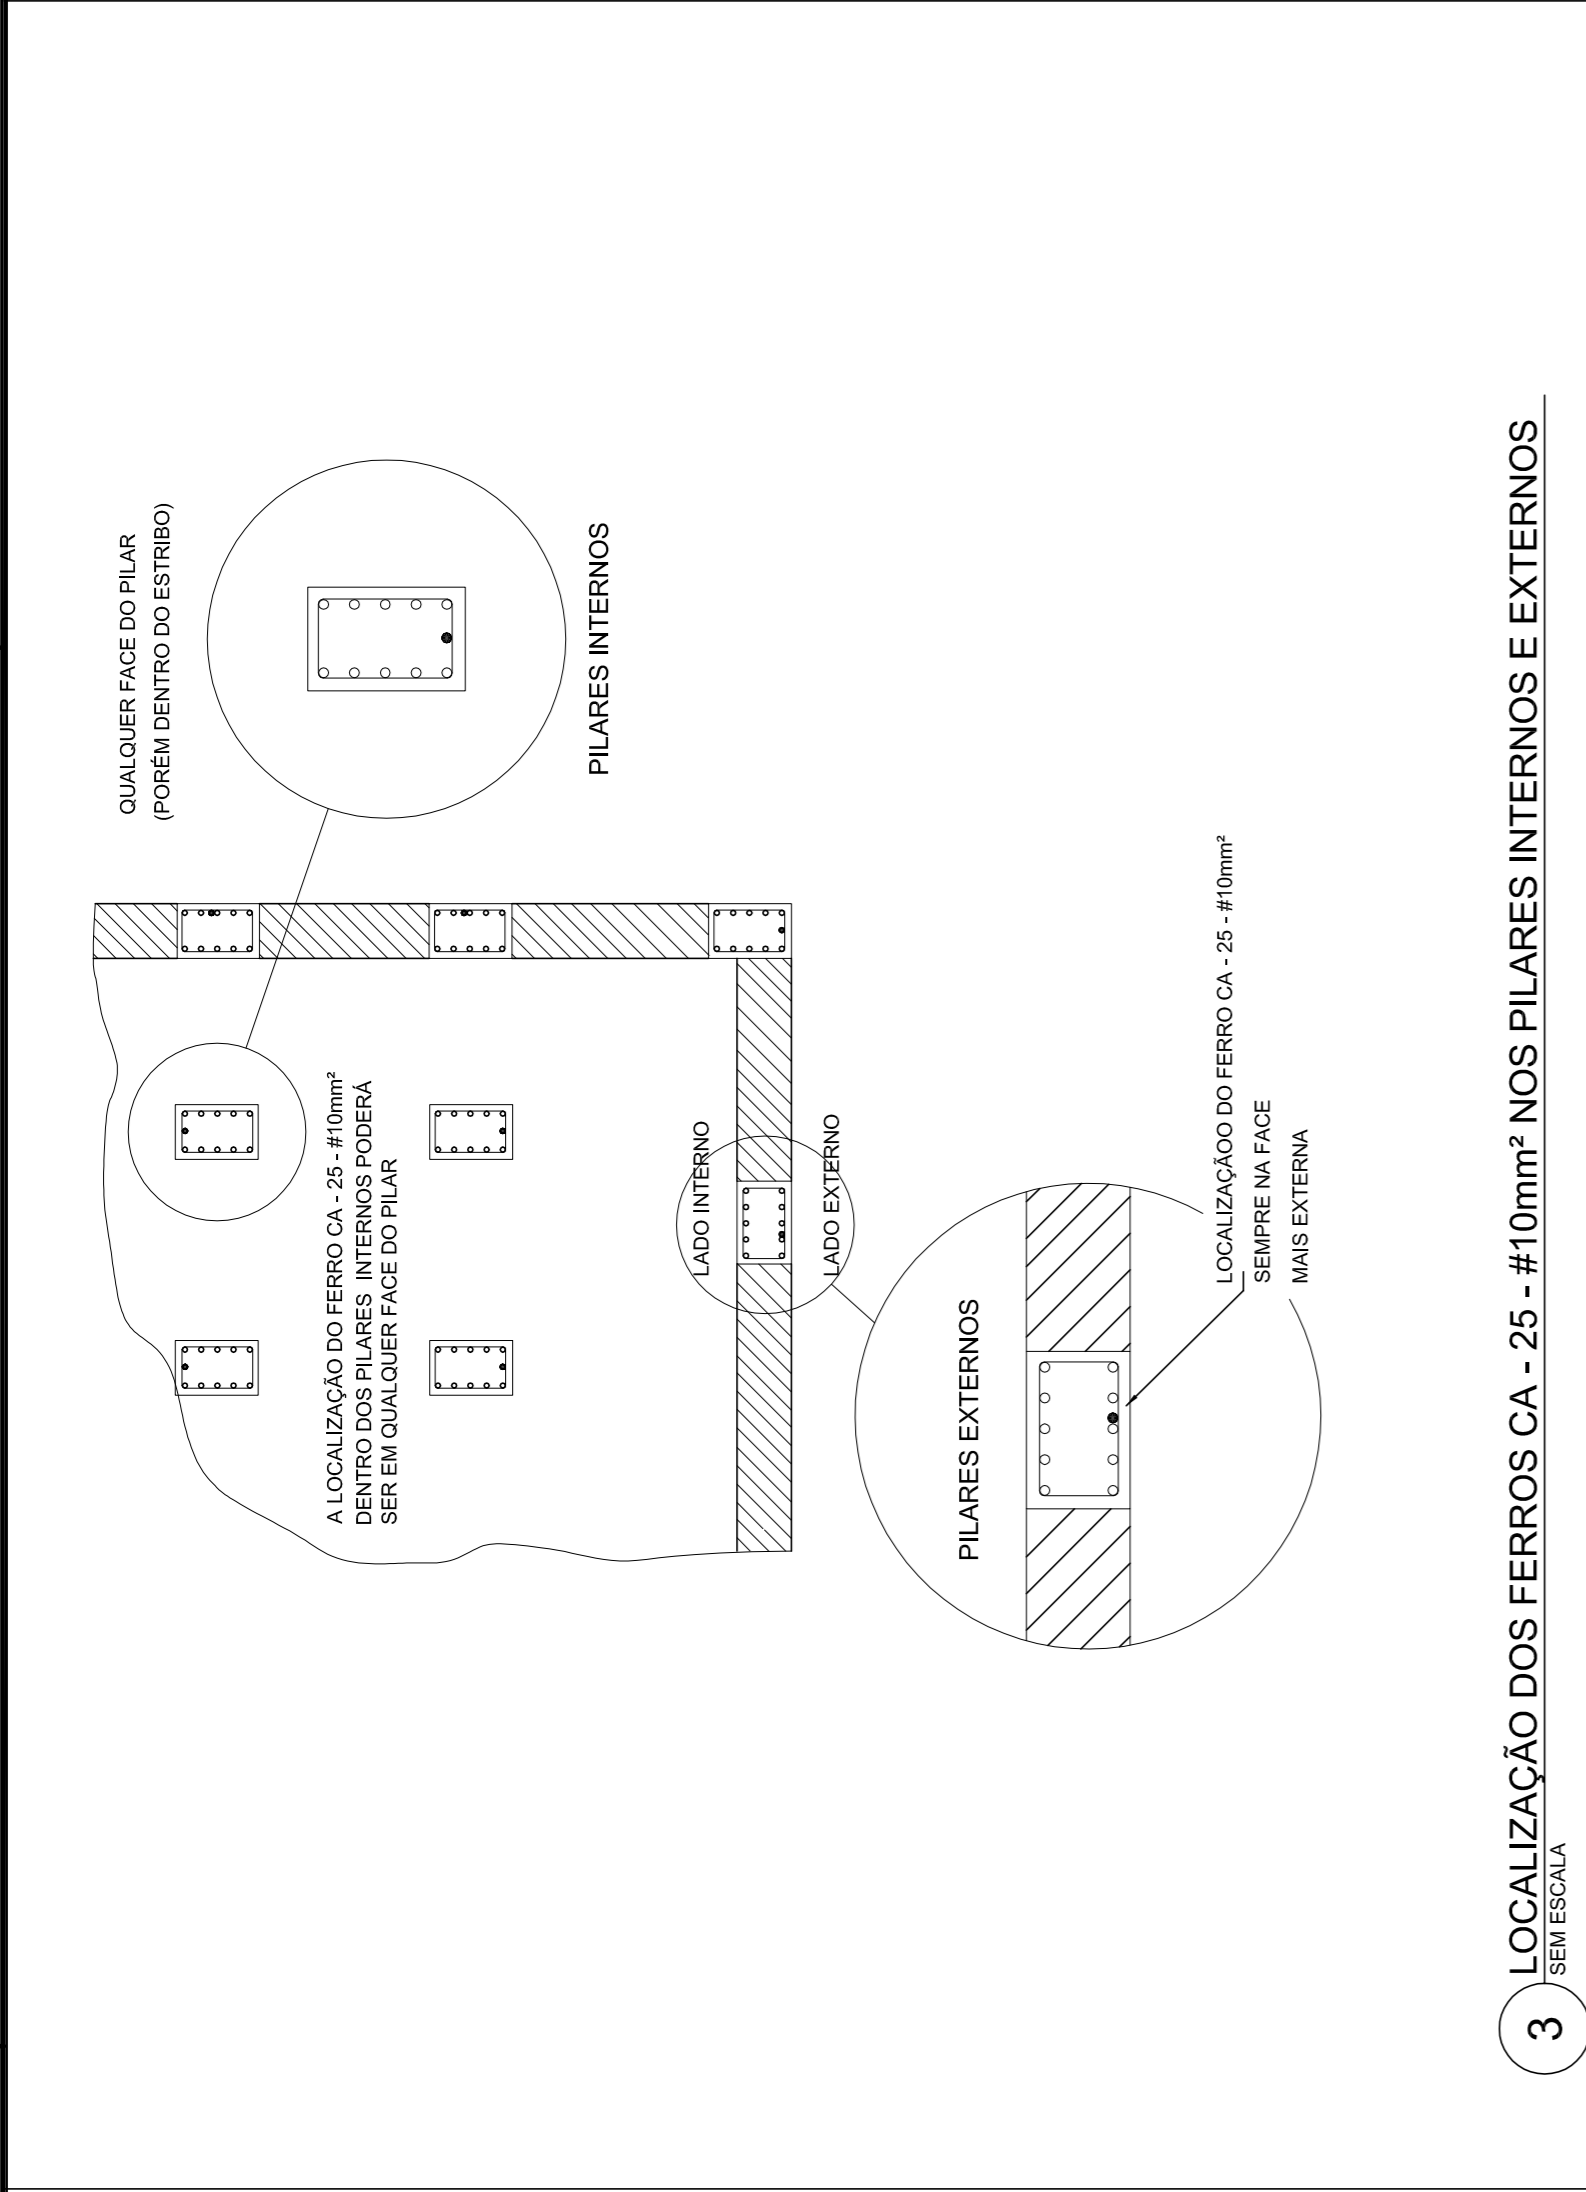 QUALQUER FACE DO PILAR
(PORÉM DENTRO DO ESTRIBO)
PILARES INTERNOS
A LOCALIZAÇÃO DO FERRO CA - 25 - #10mm²
DENTRO DOS PILARES INTERNOS PODERÁ
SER EM QUALQUER FACE DO PILAR
LADO INTERNO
LADO EXTERNO
PILARES EXTERNOS
LOCALIZAÇÃOO DO FERRO CA - 25 - #10mm²
SEMPRE NA FACE
MAIS EXTERNA
3
LOCALIZAÇÃO DOS FERROS CA - 25 - #10mm² NOS PILARES INTERNOS E EXTERNOS
SEM ESCALA